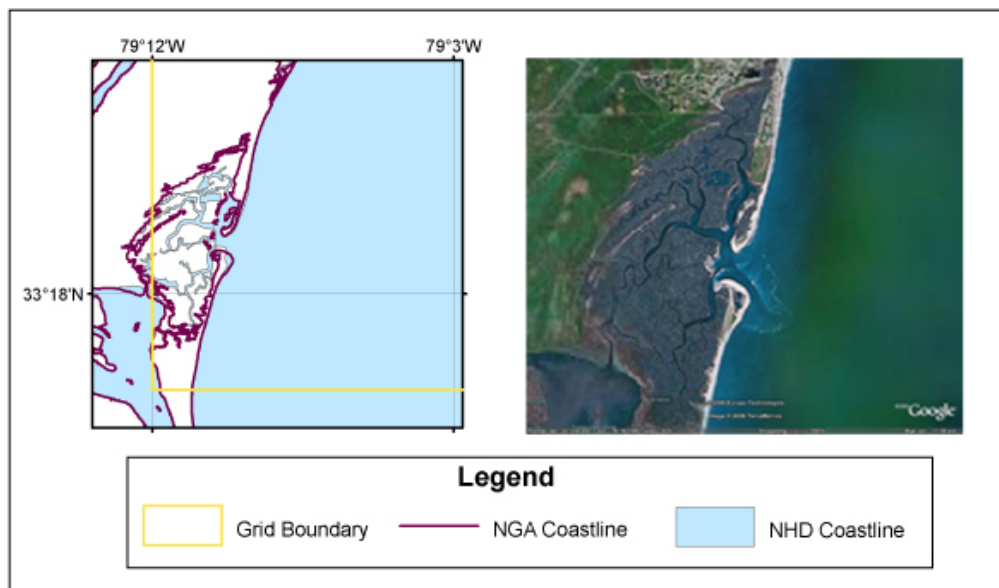 79°12'W
79°3'W
33°18'N
Google
Legend
Grid Boundary
NGA Coastline
NHD Coastline